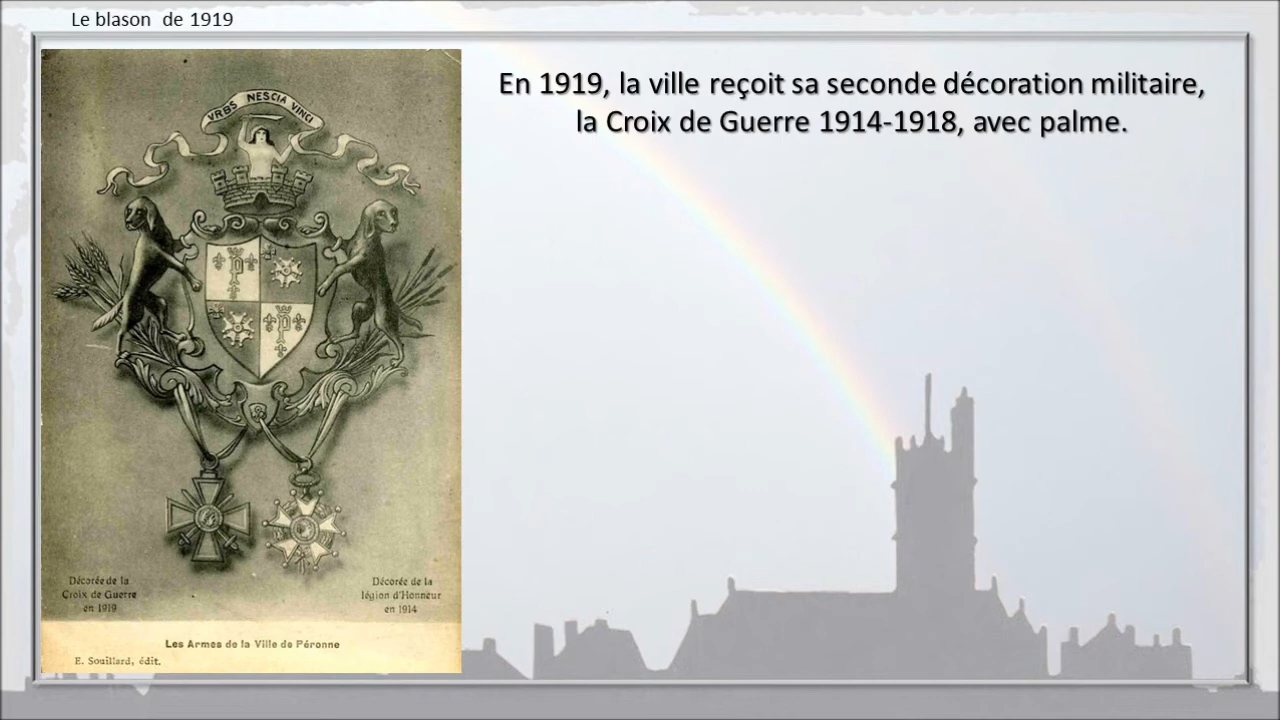 Le blason  de 1919
En 1919, la ville reçoit sa seconde décoration militaire,
la Croix de Guerre 1914-1918, avec palme.
VRBS NESCIA VINCI
P
P
Décorée de la
Croix de Guerre
en 1919
Décorée de la
légion d'Honneur
en 1914
Les Armes de la Ville de Péronne
E. Souillard, édit.